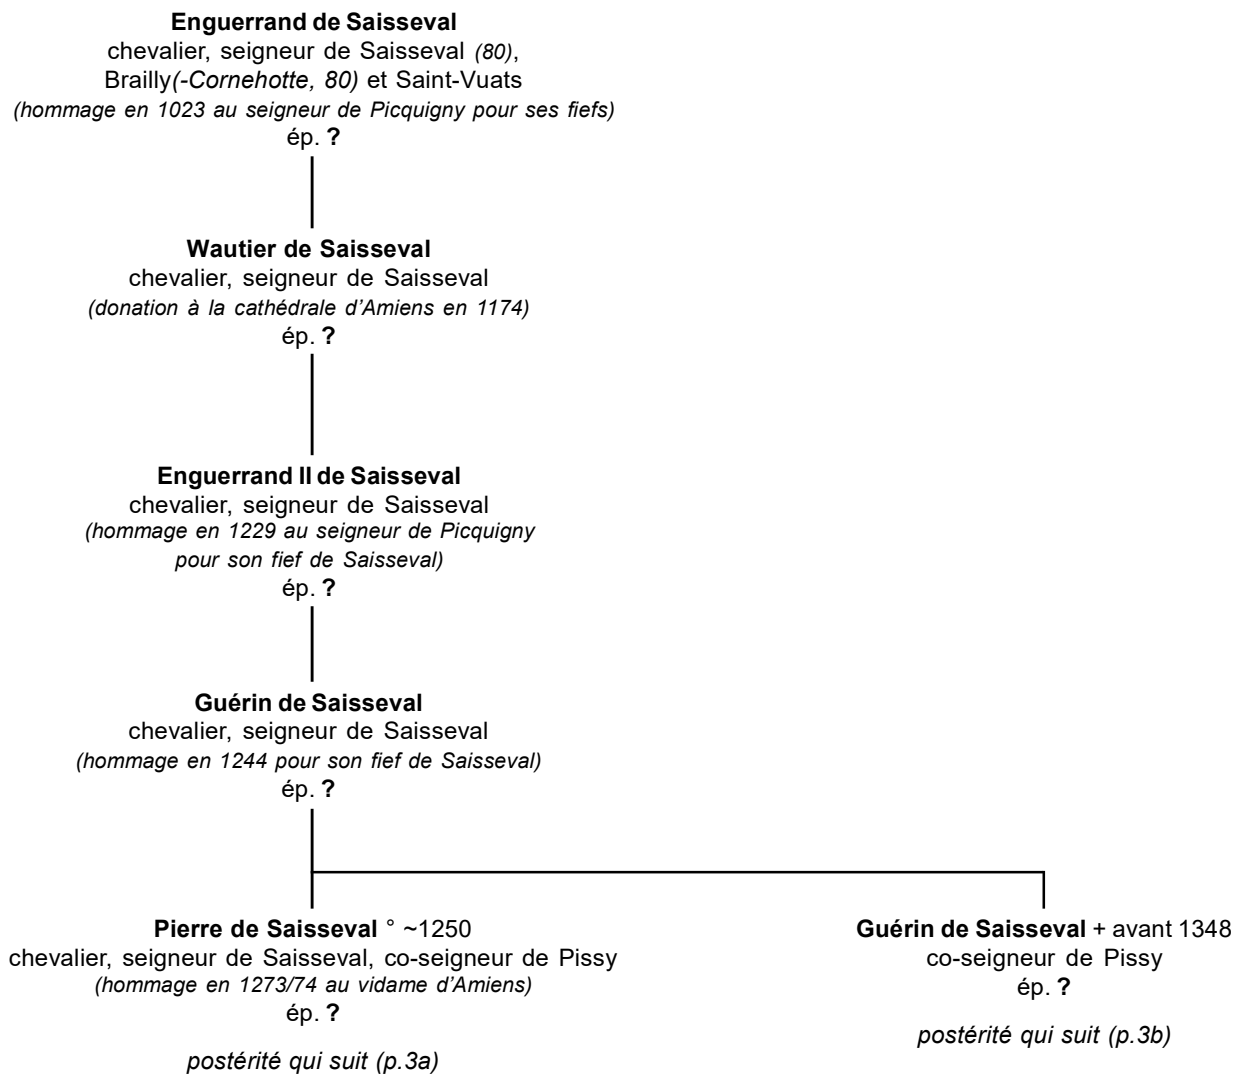 Enguerrand de Saisseval
chevalier, seigneur de Saisseval (80),
Brailly(-Cornehotte, 80) et Saint-Vuats
(hommage en 1023 au seigneur de Picquigny pour ses fiefs)
ép. ?
Wautier de Saisseval
chevalier, seigneur de Saisseval
(donation à la cathédrale d'Amiens en 1174)
ép. ?
Enguerrand II de Saisseval
chevalier, seigneur de Saisseval
(hommage en 1229 au seigneur de Picquigny
pour son fief de Saisseval)
ép. ?
Guérin de Saisseval
chevalier, seigneur de Saisseval
(hommage en 1244 pour son fief de Saisseval)
ép. ?
Pierre de Saisseval ° ~1250
chevalier, seigneur de Saisseval, co-seigneur de Pissy
(hommage en 1273/74 au vidame d'Amiens)
ép. ?
postérité qui suit (p.3a)
Guérin de Saisseval + avant 1348
co-seigneur de Pissy
ép. ?
postérité qui suit (p.3b)